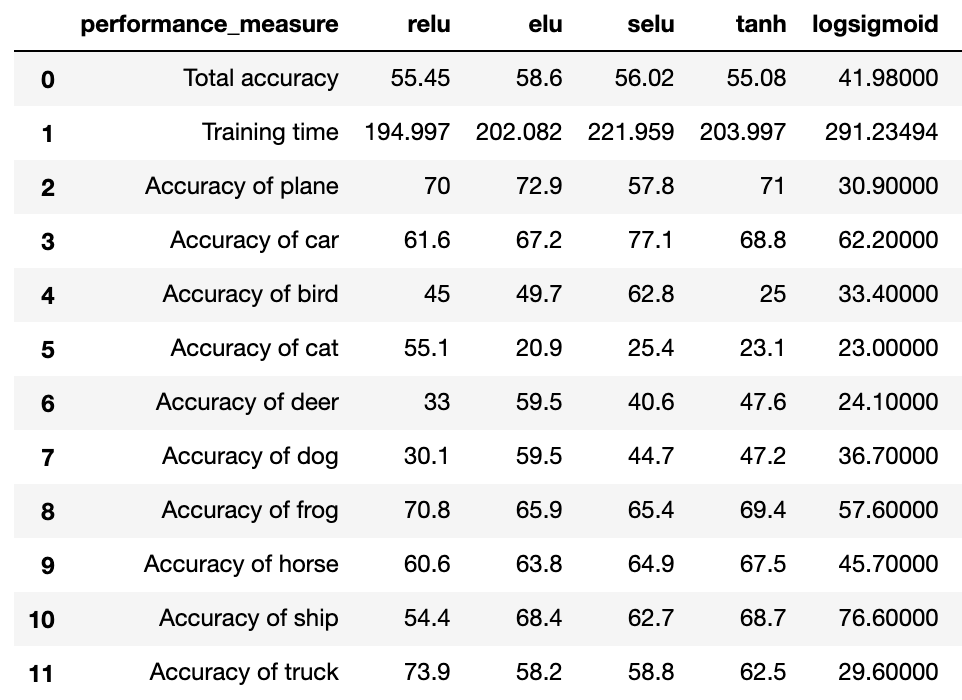 performance_measure relu elu selu tanh logsigmoid
0 Total accuracy 55.45 58.6 56.02 55.08 41.98000
1 Training time 194.997 202.082 221.959 203.997 291.23494
2 Accuracy of plane 70 72.9 57.8 71 30.90000
3 Accuracy of car 61.6 67.2 77.1 68.8 62.20000
4 Accuracy of bird 45 49.7 62.8 25 33.40000
5 Accuracy of cat 55.1 20.9 25.4 23.1 23.00000
6 Accuracy of deer 33 59.5 40.6 47.6 24.10000
7 Accuracy of dog 30.1 59.5 44.7 47.2 36.70000
8 Accuracy of frog 70.8 65.9 65.4 69.4 57.60000
9 Accuracy of horse 60.6 63.8 64.9 67.5 45.70000
10 Accuracy of ship 54.4 68.4 62.7 68.7 76.60000
11 Accuracy of truck 73.9 58.2 58.8 62.5 29.60000